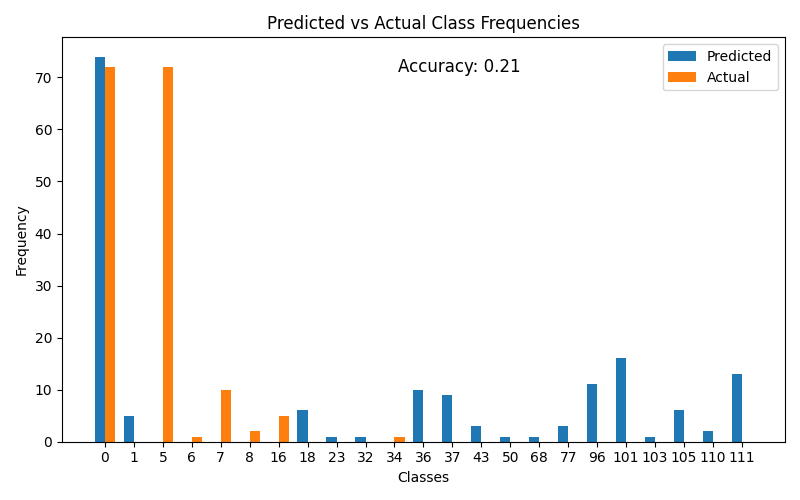 Predicted vs Actual Class Frequencies
Accuracy: 0.21
Predicted
Actual
Frequency
70
60
50
40
30
20
10
0
0 1 5 6 7 8 16 18 23 32 34 36 37 43 50 68 77 96 101 103 105 110 111
Classes